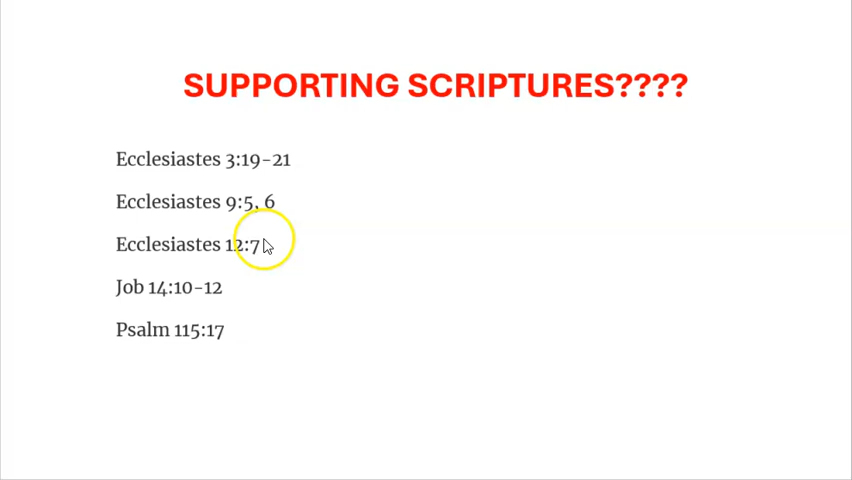 SUPPORTING SCRIPTURES????
Ecclesiastes 3:19-21
Ecclesiastes 9:5, 6
Ecclesiastes 12:7
Job 14:10-12
Psalm 115:17